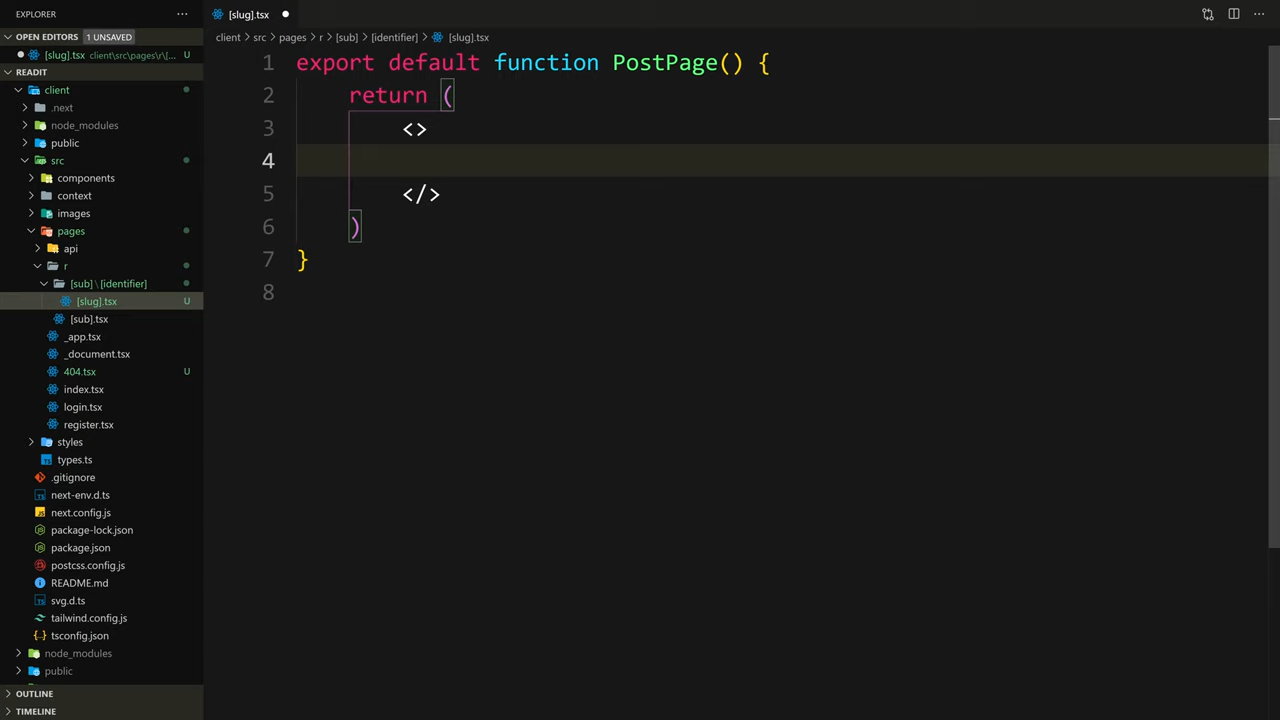 EXPLORER
OPEN EDITORS 1 UNSAVED
[slug].tsx client\src\pages\r\[... U
READIT
client
.next
node_modules
public
src
components
context
images
pages
api
r
[sub] \ [identifier]
[slug].tsx U
[sub].tsx
_app.tsx
_document.tsx
404.tsx U
index.tsx
login.tsx
register.tsx
styles
types.ts
.gitignore
next-env.d.ts
next.config.js
package-lock.json
package.json
postcss.config.js
README.md
svg.d.ts
tailwind.config.js
tsconfig.json
node_modules
public
OUTLINE
TIMELINE
[slug].tsx
client > src > pages > r > [sub] > [identifier] > [slug].tsx
1 export default function PostPage() {
2 return (
3 <>
4
5 </>
6 )
7 }
8